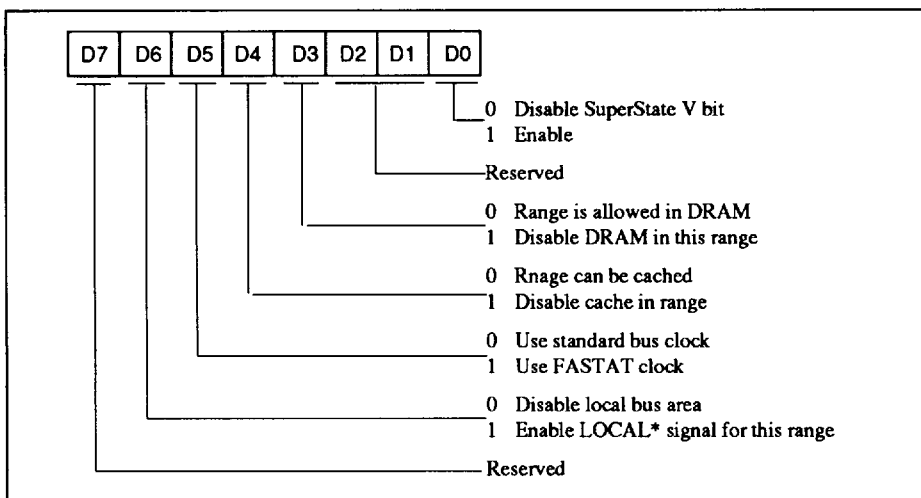 D7 D6 D5 D4 D3 D2 D1 D0
0 Disable SuperState V bit
1 Enable
Reserved
0 Range is allowed in DRAM
1 Disable DRAM in this range
0 Rnage can be cached
1 Disable cache in range
0 Use standard bus clock
1 Use FASTAT clock
0 Disable local bus area
1 Enable LOCAL* signal for this range
Reserved